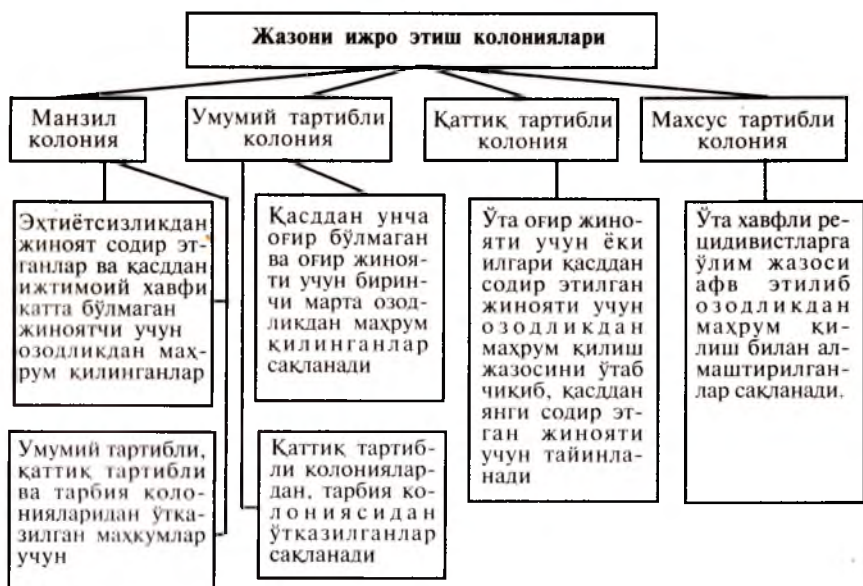 Жазони ижро этиш колониялари
Манзил
колония
Умумий тартибли
колония
Қаттиқ тартибли
колония
Махсус тартибли
колония
Эҳтиётсизликдан
жиноят содир эт-
ганлар ва қасддан
ижтимоий хавфи
катта бўлмаган
жиноятчи учун
озодликдан маҳ-
рум қилинганлар
Қасддан унча
оғир бўлмаган
ва оғир жиноя-
ти учун бирин-
чи марта озод-
ликдан маҳрум
қилинганлар
сақланади
Ўта оғир жино-
яти учун ёки
илгари қасддан
содир этилган
жинояти учун
озодликдан
маҳрум қилиш
жазосини ўтаб
чиқиб, қасддан
янги содир эт-
ган жинояти
учун тайинла-
нади
Ўта хавфли ре-
цидивистларга
ўлим жазоси
афв этилиб
озодликдан
маҳрум қи-
лиш билан ал-
маштирилган-
лар сақланади.
Умумий тартибли,
қаттиқ тартибли
ва тарбия коло-
нияларидан ўтка-
зилган маҳкумлар
учун
Қаттиқ тартиб-
ли колониялар-
дан, тарбия ко-
лониясидан
ўтказилганлар
сақланади